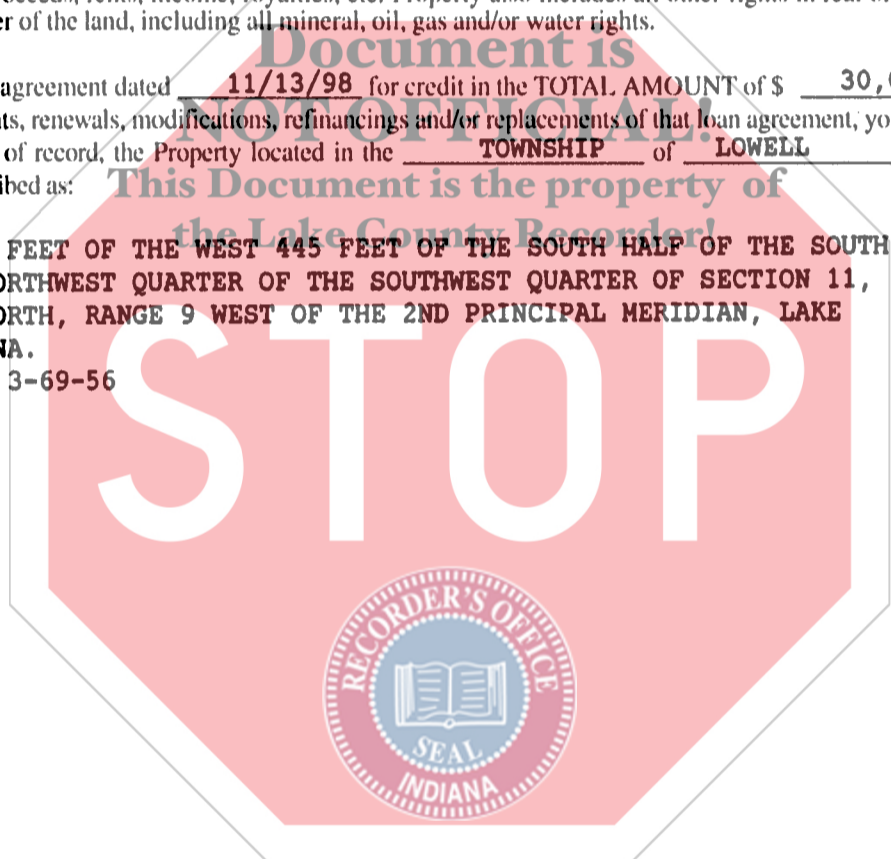 er of the land, including all mineral, oil, gas and/or water rights.
Document is
agreement dated 11/13/98 for credit in the TOTAL AMOUNT of $ 30,
NOT OFFICIAL!
ts, renewals, modifications, refinancings and/or replacements of that loan agreement, yo
of record, the Property located in the TOWNSHIP of LOWELL
ibed as:
This Document is the property of
the Lake County Recorder!
FEET OF THE WEST 445 FEET OF THE SOUTH HALF OF THE SOUTH
ORTHWEST QUARTER OF THE SOUTHWEST QUARTER OF SECTION 11,
ORTH, RANGE 9 WEST OF THE 2ND PRINCIPAL MERIDIAN, LAKE
NA.
3-69-56
STOP
RECORDER'S OFFICE
SEAL
INDIANA